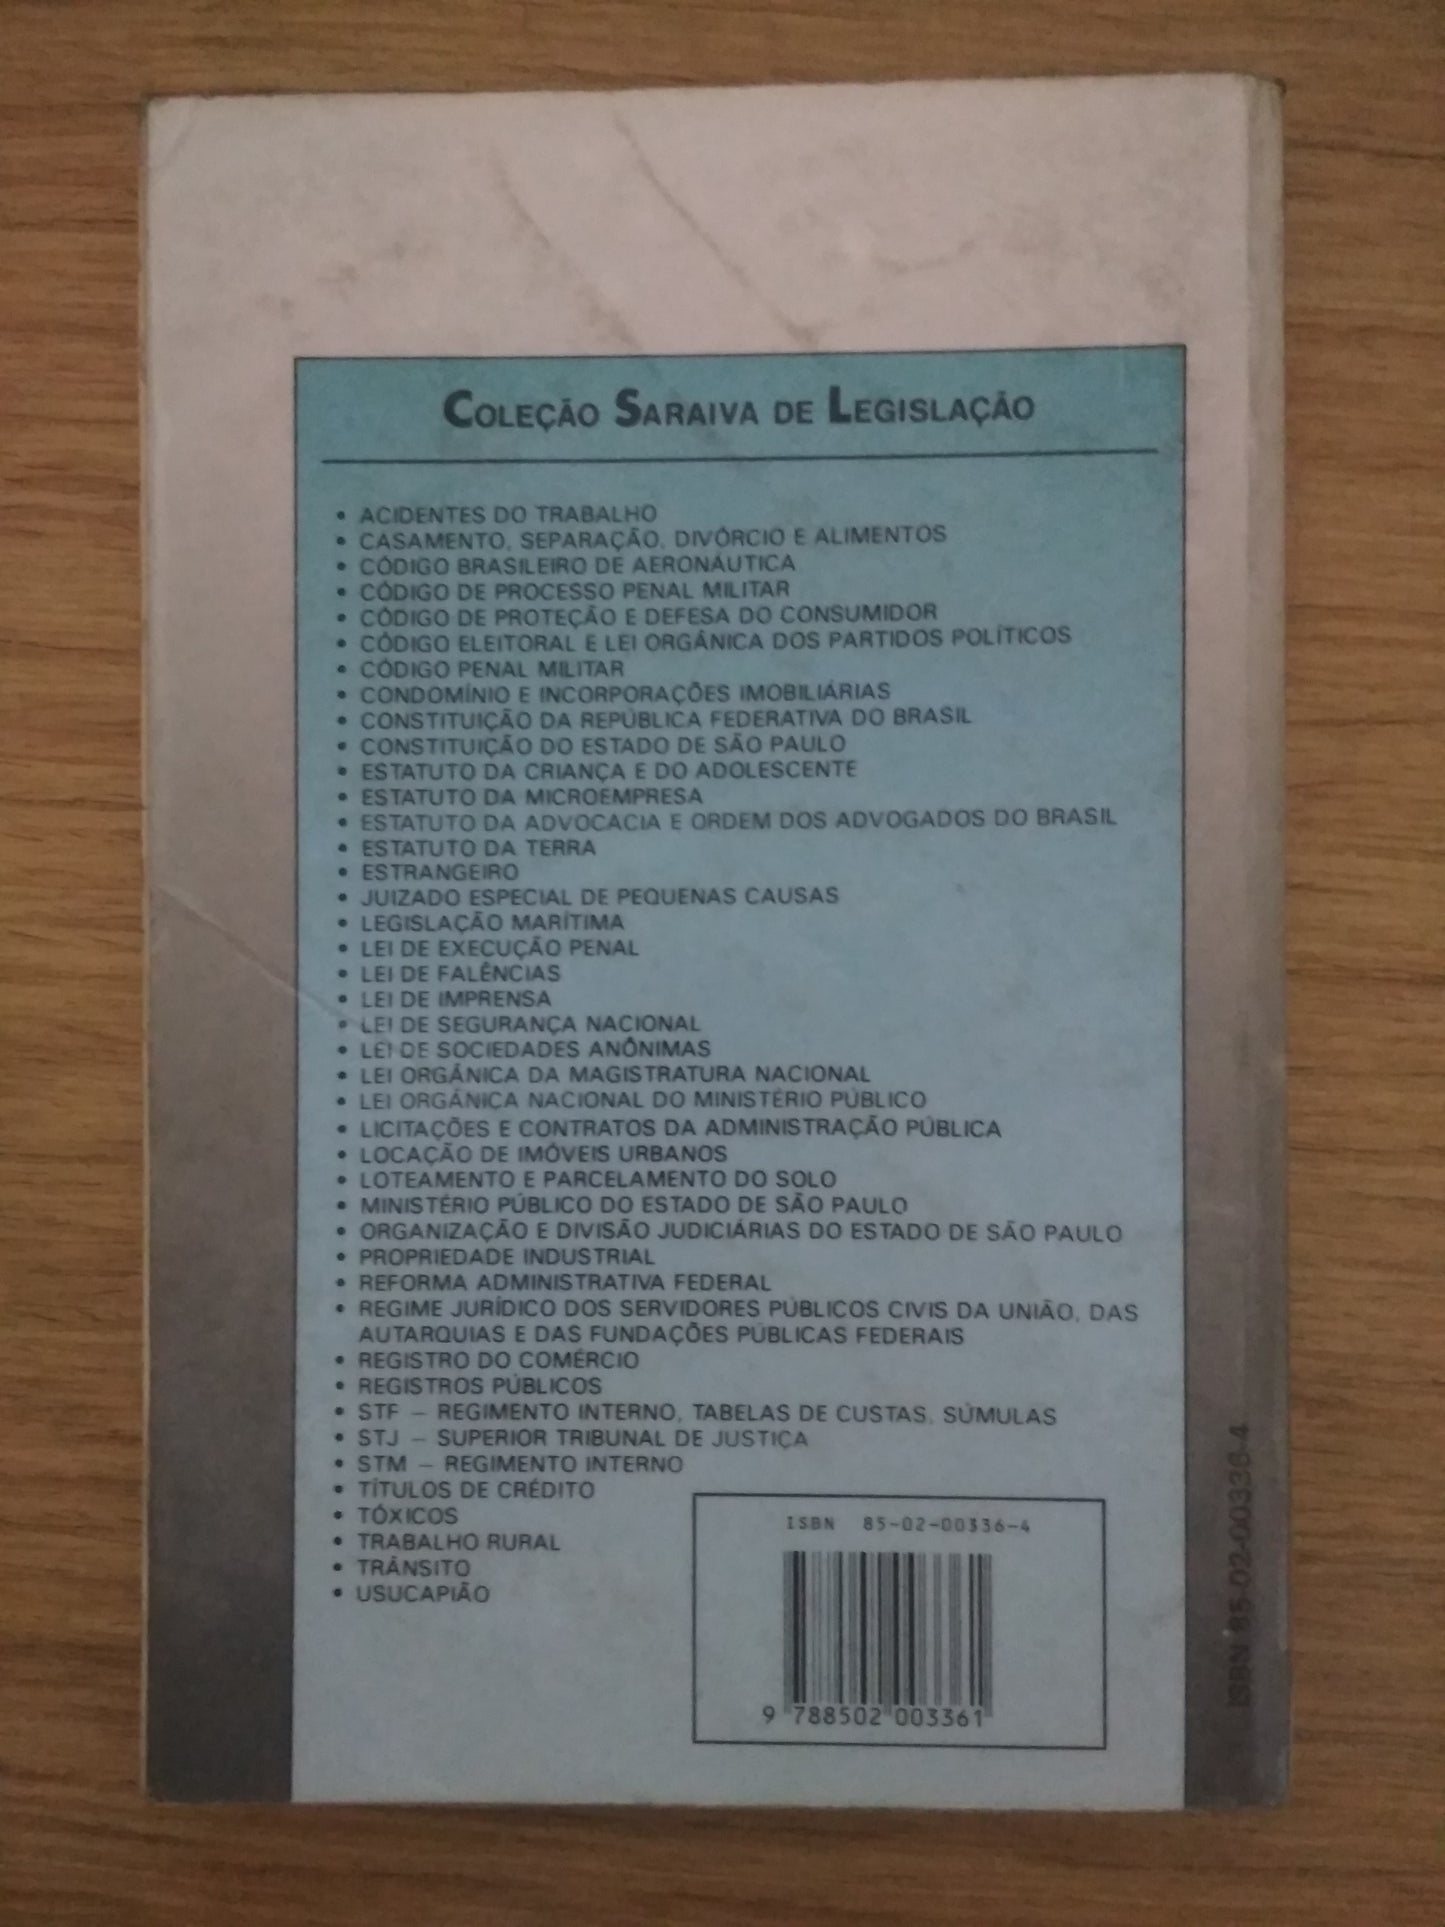 COLEÇÃO SARAIVA DE LEGISLAÇÃO
• ACIDENTES DO TRABALHO
• CASAMENTO, SEPARAÇÃO, DIVÓRCIO E ALIMENTOS
• CÓDIGO BRASILEIRO DE AERONÁUTICA
• CÓDIGO DE PROCESSO PENAL MILITAR
• CÓDIGO DE PROTEÇÃO E DEFESA DO CONSUMIDOR
• CÓDIGO ELEITORAL E LEI ORGÂNICA DOS PARTIDOS POLÍTICOS
• CÓDIGO PENAL MILITAR
• CONDOMÍNIO E INCORPORAÇÕES IMOBILIÁRIAS
• CONSTITUIÇÃO DA REPÚBLICA FEDERATIVA DO BRASIL
• CONSTITUIÇÃO DO ESTADO DE SÃO PAULO
• ESTATUTO DA CRIANÇA E DO ADOLESCENTE
• ESTATUTO DA MICROEMPRESA
• ESTATUTO DA ADVOCACIA E ORDEM DOS ADVOGADOS DO BRASIL
• ESTATUTO DA TERRA
• ESTRANGEIRO
• JUIZADO ESPECIAL DE PEQUENAS CAUSAS
• LEGISLAÇÃO MARÍTIMA
• LEI DE EXECUÇÃO PENAL
• LEI DE FALÊNCIAS
• LEI DE IMPRENSA
• LEI DE SEGURANÇA NACIONAL
• LEI DE SOCIEDADES ANÔNIMAS
• LEI ORGÂNICA DA MAGISTRATURA NACIONAL
• LEI ORGÂNICA NACIONAL DO MINISTÉRIO PÚBLICO
• LICITAÇÕES E CONTRATOS DA ADMINISTRAÇÃO PÚBLICA
• LOCAÇÃO DE IMÓVEIS URBANOS
• LOTEAMENTO E PARCELAMENTO DO SOLO
• MINISTÉRIO PÚBLICO DO ESTADO DE SÃO PAULO
• ORGANIZAÇÃO E DIVISÃO JUDICIÁRIAS DO ESTADO DE SÃO PAULO
• PROPRIEDADE INDUSTRIAL
• REFORMA ADMINISTRATIVA FEDERAL
• REGIME JURÍDICO DOS SERVIDORES PÚBLICOS CIVIS DA UNIÃO, DAS
AUTARQUIAS E DAS FUNDAÇÕES PÚBLICAS FEDERAIS
• REGISTRO DO COMÉRCIO
• REGISTROS PÚBLICOS
• STF – REGIMENTO INTERNO, TABELAS DE CUSTAS, SÚMULAS
• STJ – SUPERIOR TRIBUNAL DE JUSTIÇA
• STM – REGIMENTO INTERNO
• TÍTULOS DE CRÉDITO
• TÓXICOS
• TRABALHO RURAL
• TRÂNSITO
• USUCAPIÃO
ISBN 85-02-00336-4
9 788502 003361
ISBN 85-02-00336-4